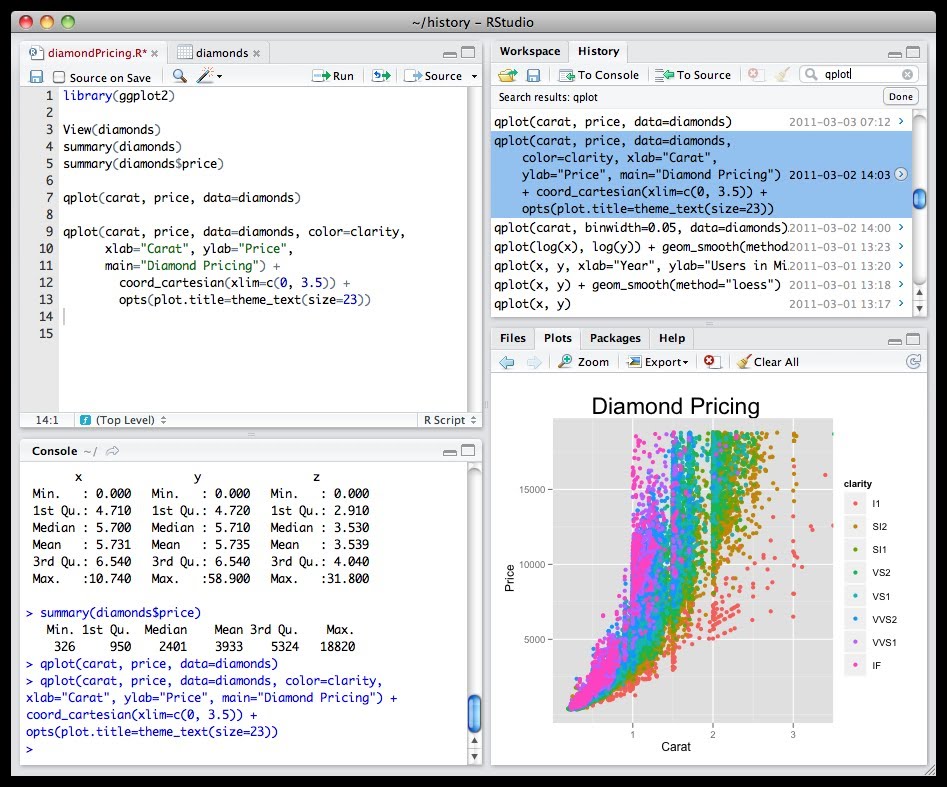 ~/history – RStudio
diamondPricing.R* diamonds
Source on Save Run Source
1 library(ggplot2)
2
3 View(diamonds)
4 summary(diamonds)
5 summary(diamonds$price)
6
7 qplot(carat, price, data=diamonds)
8
9 qplot(carat, price, data=diamonds, color=clarity,
10 xlab="Carat", ylab="Price",
11 main="Diamond Pricing") +
12 coord_cartesian(xlim=c(0, 3.5)) +
13 opts(plot.title=theme_text(size=23))
14
15
14:1 (Top Level) R Script
Console ~/
x y z
Min. : 0.000 Min. : 0.000 Min. : 0.000
1st Qu.: 4.710 1st Qu.: 4.720 1st Qu.: 2.910
Median : 5.700 Median : 5.710 Median : 3.530
Mean : 5.731 Mean : 5.735 Mean : 3.539
3rd Qu.: 6.540 3rd Qu.: 6.540 3rd Qu.: 4.040
Max. :10.740 Max. :58.900 Max. :31.800
> summary(diamonds$price)
Min. 1st Qu. Median Mean 3rd Qu. Max.
326 950 2401 3933 5324 18820
> qplot(carat, price, data=diamonds)
> qplot(carat, price, data=diamonds, color=clarity,
xlab="Carat", ylab="Price", main="Diamond Pricing") +
coord_cartesian(xlim=c(0, 3.5)) +
opts(plot.title=theme_text(size=23))
>
Workspace History
To Console To Source qplot
Search results: qplot Done
qplot(carat, price, data=diamonds) 2011-03-03 07:12
qplot(carat, price, data=diamonds,
color=clarity, xlab="Carat",
ylab="Price", main="Diamond Pricing") 2011-03-02 14:03
+ coord_cartesian(xlim=c(0, 3.5)) +
opts(plot.title=theme_text(size=23))
qplot(carat, binwidth=0.05, data=diamonds) 2011-03-02 14:00
qplot(log(x), log(y)) + geom_smooth(method 2011-03-01 13:23
qplot(x, y, xlab="Year", ylab="Users in Mi 2011-03-01 13:20
qplot(x, y) + geom_smooth(method="loess") 2011-03-01 13:18
qplot(x, y) 2011-03-01 13:17
Files Plots Packages Help
Zoom Export Clear All
Diamond Pricing
15000
10000
5000
Price
1 2 3
Carat
clarity
I1
SI2
SI1
VS2
VS1
VVS2
VVS1
IF